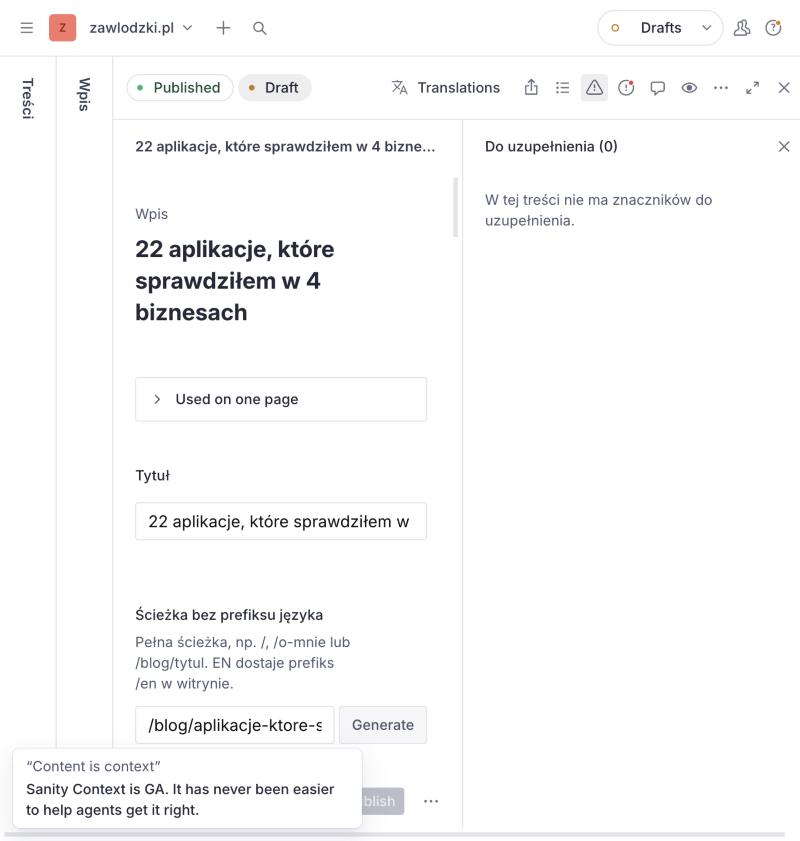 Z
zawlodzki.pl
Drafts
Treści
Wpis
Published
Draft
Translations
22 aplikacje, które sprawdziłem w 4 bizne...
Do uzupełnienia (0)
W tej treści nie ma znaczników do
uzupełnienia.
Wpis
22 aplikacje, które
sprawdziłem w 4
biznesach
Used on one page
Tytuł
22 aplikacje, które sprawdziłem w
Ścieżka bez prefiksu języka
Pełna ścieżka, np. /, /o-mnie lub
/blog/tytul. EN dostaje prefiks
/en w witrynie.
/blog/aplikacje-ktore-s
Generate
“Content is context”
Sanity Context is GA. It has never been easier
to help agents get it right.
blish